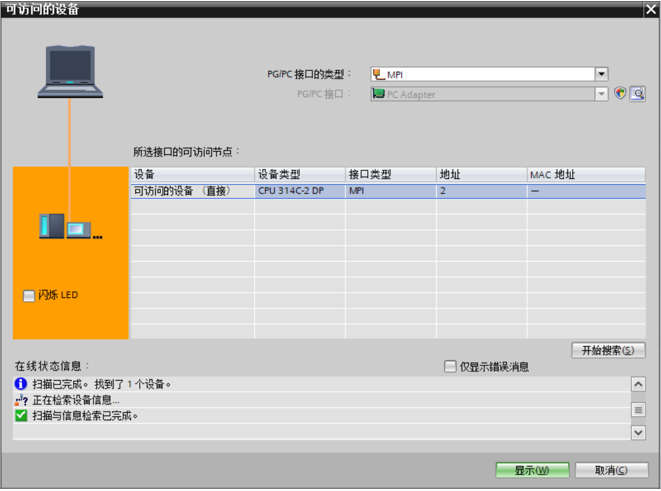 可访问的设备
PG/PC 接口的类型：
MPI
PG/PC 接口：
PC Adapter
所选接口的可访问节点：
设备 设备类型 接口类型 地址 MAC 地址
可访问的设备 （直接） CPU 314C-2 DP MPI 2 —
闪烁 LED
开始搜索(S)
在线状态信息：
仅显示错误消息
扫描已完成。 找到了 1 个设备。
正在检索设备信息...
扫描与信息检索已完成。
显示(W)
取消(C)